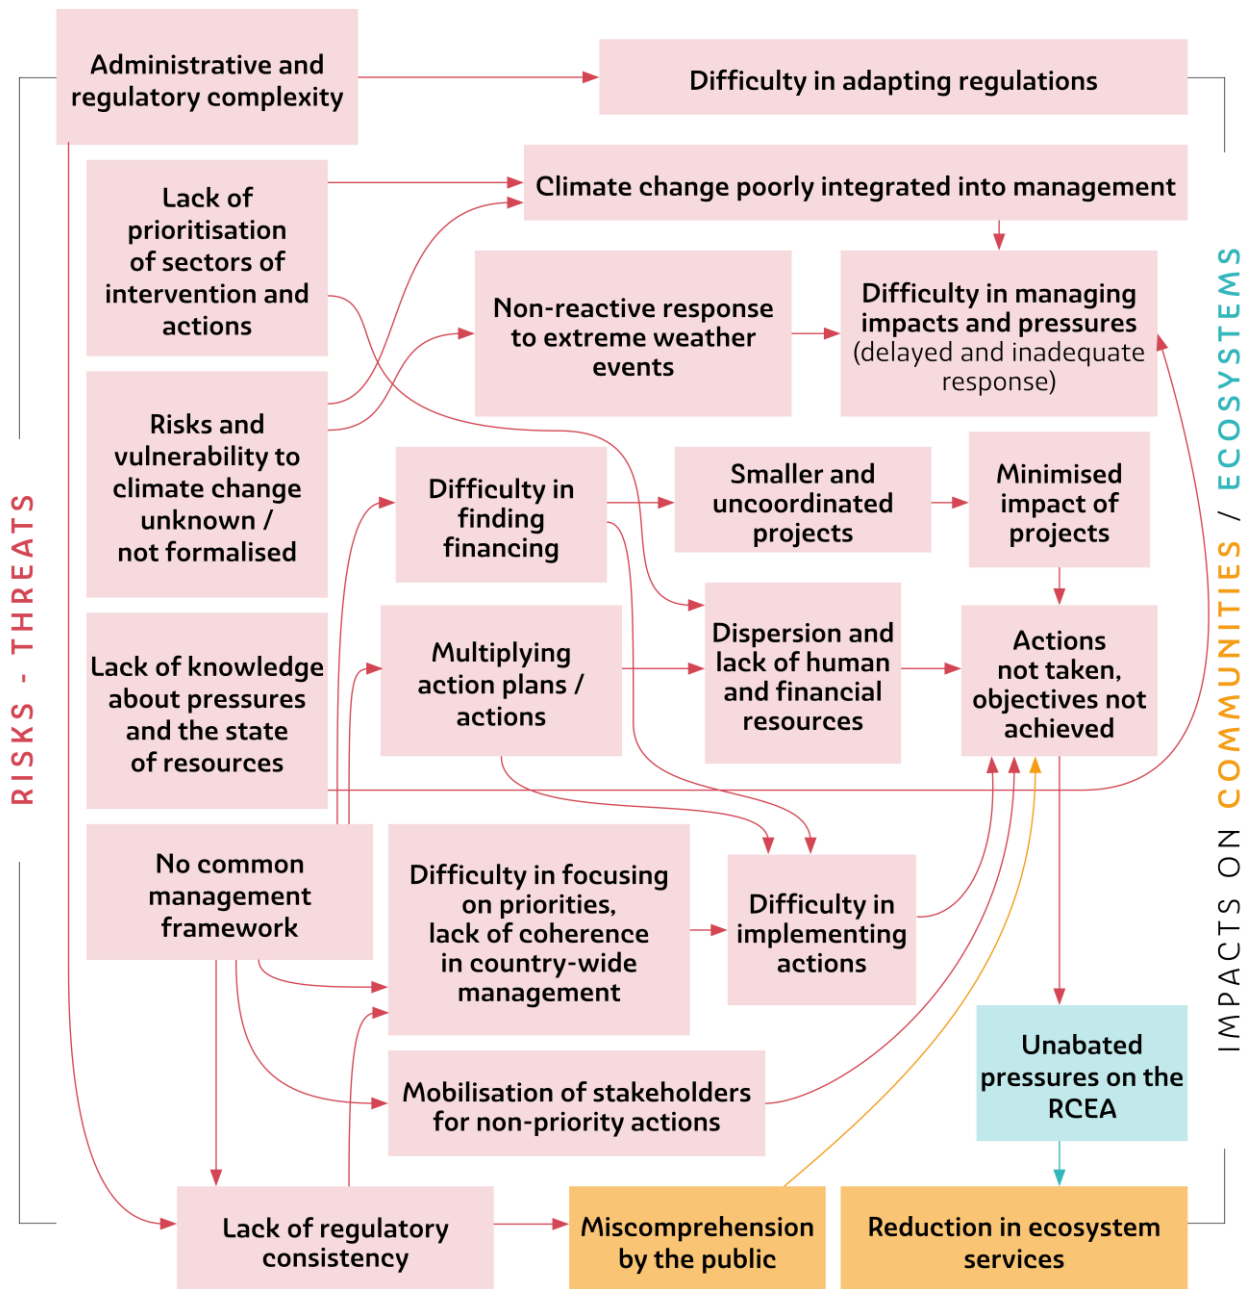 Administrative and
regulatory complexity
Difficulty in adapting regulations
Lack of
prioritisation
of sectors of
intervention and
actions
Climate change poorly integrated into management
Non-reactive response
to extreme weather
events
Difficulty in managing
impacts and pressures
(delayed and inadequate
response)
Risks and
vulnerability to
climate change
unknown /
not formalised
Difficulty in
finding
financing
Smaller and
uncoordinated
projects
Minimised
impact of
projects
Lack of knowledge
about pressures
and the state
of resources
Multiplying
action plans /
actions
Dispersion and
lack of human
and financial
resources
Actions
not taken,
objectives not
achieved
No common
management
framework
Difficulty in focusing
on priorities,
lack of coherence
in country-wide
management
Difficulty in
implementing
actions
Mobilisation of stakeholders
for non-priority actions
Unabated
pressures on the
RCEA
Lack of regulatory
consistency
Miscomprehension
by the public
Reduction in ecosystem
services
RISKS - THREATS
IMPACTS ON COMMUNITIES / ECOSYSTEMS